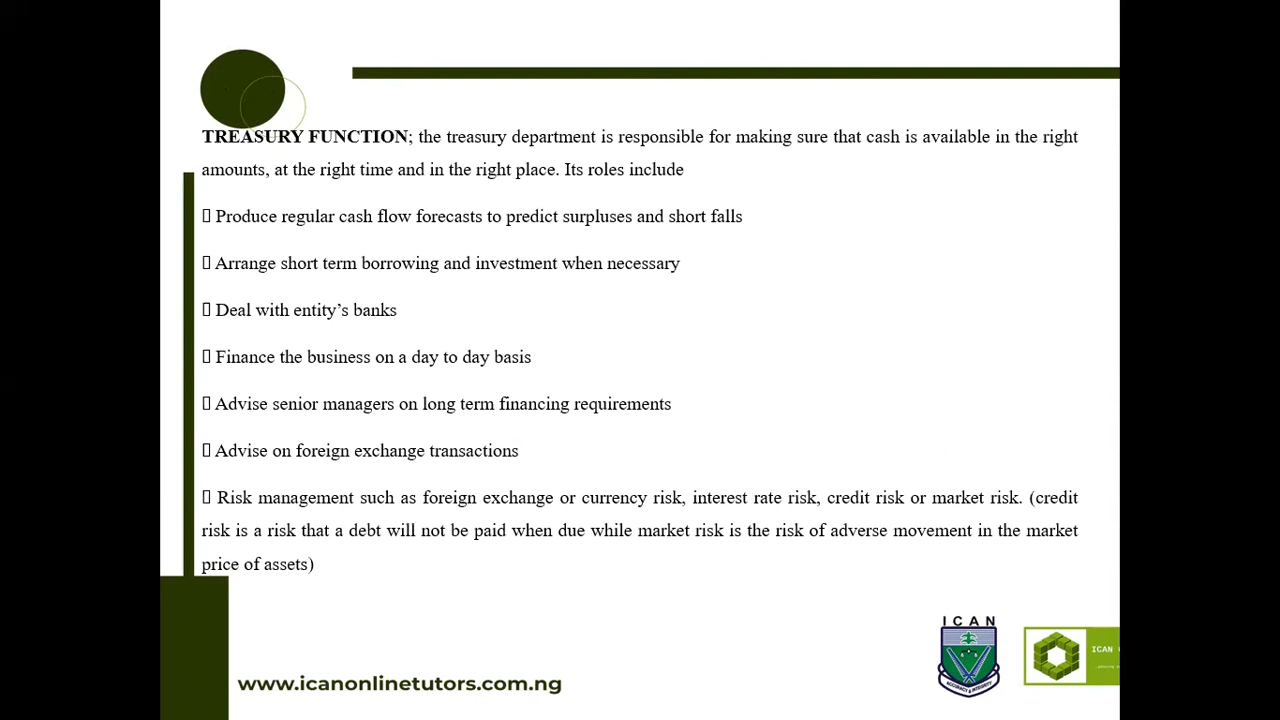 TREASURY FUNCTION; the treasury department is responsible for making sure that cash is available in the right
amounts, at the right time and in the right place. Its roles include
▯ Produce regular cash flow forecasts to predict surpluses and short falls
▯ Arrange short term borrowing and investment when necessary
▯ Deal with entity’s banks
▯ Finance the business on a day to day basis
▯ Advise senior managers on long term financing requirements
▯ Advise on foreign exchange transactions
▯ Risk management such as foreign exchange or currency risk, interest rate risk, credit risk or market risk. (credit
risk is a risk that a debt will not be paid when due while market risk is the risk of adverse movement in the market
price of assets)
ICAN
ACCURACY & INTEGRITY
ICAN
www.icanonlinetutors.com.ng